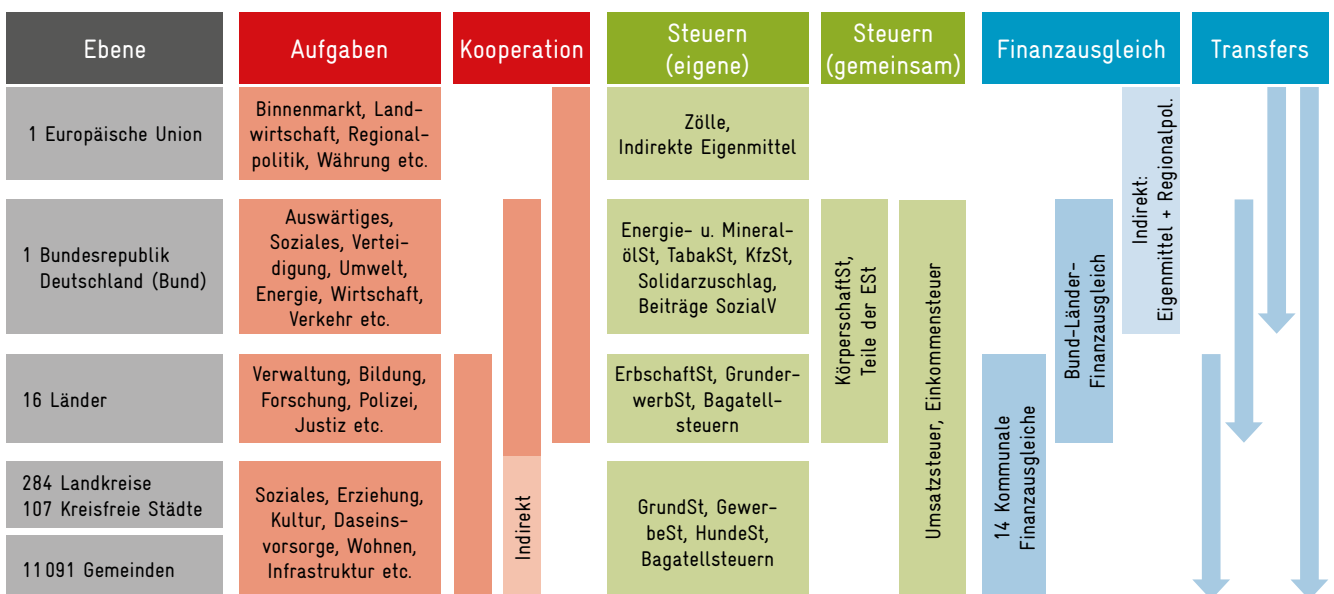 Ebene
Aufgaben
Kooperation
Steuern
(eigene)
Steuern
(gemeinsam)
Finanzausgleich
Transfers
1 Europäische Union
Binnenmarkt, Land-
wirtschaft, Regional-
politik, Währung etc.
Zölle,
Indirekte Eigenmittel
Indirekt:
Eigenmittel + Regionalpol.
1 Bundesrepublik
Deutschland (Bund)
Auswärtiges,
Soziales, Vertei-
digung, Umwelt,
Energie, Wirtschaft,
Verkehr etc.
Energie- u. Mineral-
ölSt, TabakSt, KfzSt,
Solidarzuschlag,
Beiträge SozialV
KörperschaftSt,
Teile der ESt
Umsatzsteuer, Einkommensteuer
Bund-Länder-
Finanzausgleich
16 Länder
Verwaltung, Bildung,
Forschung, Polizei,
Justiz etc.
ErbschaftSt, Grunder-
werbSt, Bagatell-
steuern
14 Kommunale
Finanzausgleiche
284 Landkreise
107 Kreisfreie Städte
11 091 Gemeinden
Soziales, Erziehung,
Kultur, Daseins-
vorsorge, Wohnen,
Infrastruktur etc.
Indirekt
GrundSt, Gewer-
beSt, HundeSt,
Bagatellsteuern